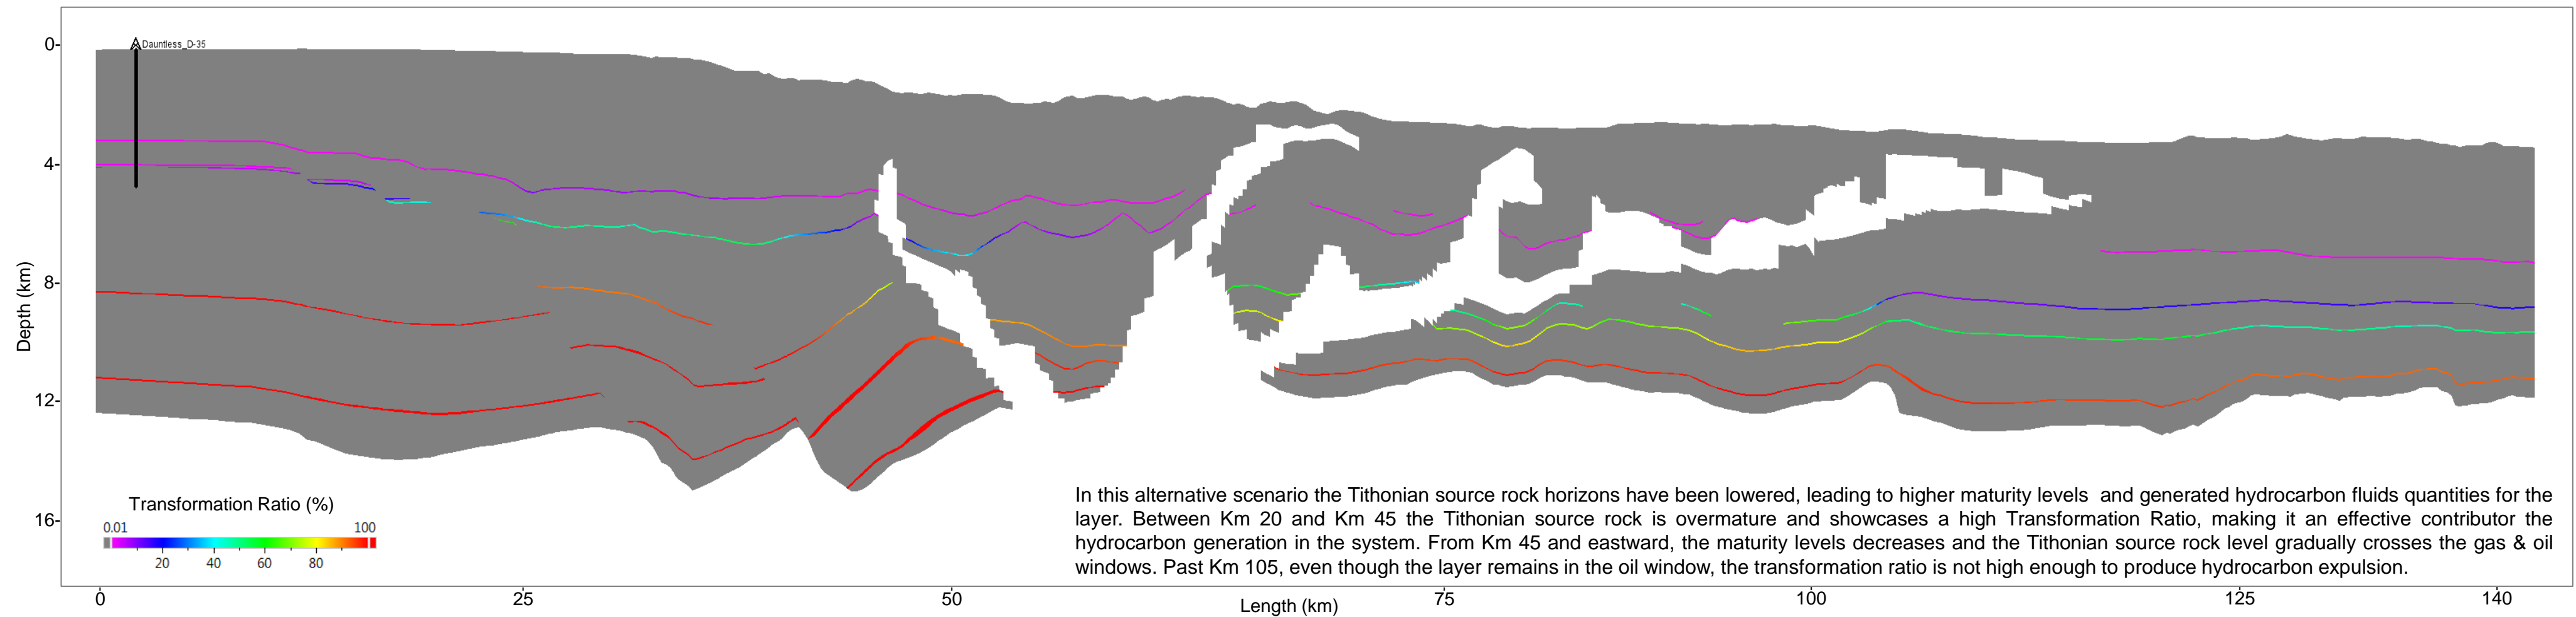 0
Dauntless_D-35
4
8
Depth (km)
12
16
Transformation Ratio (%)
0.01 100
20 40 60 80
In this alternative scenario the Tithonian source rock horizons have been lowered, leading to higher maturity levels and generated hydrocarbon fluids quantities for the
layer. Between Km 20 and Km 45 the Tithonian source rock is overmature and showcases a high Transformation Ratio, making it an effective contributor the
hydrocarbon generation in the system. From Km 45 and eastward, the maturity levels decreases and the Tithonian source rock level gradually crosses the gas & oil
windows. Past Km 105, even though the layer remains in the oil window, the transformation ratio is not high enough to produce hydrocarbon expulsion.
0 25 50 75 100 125 140
Length (km)